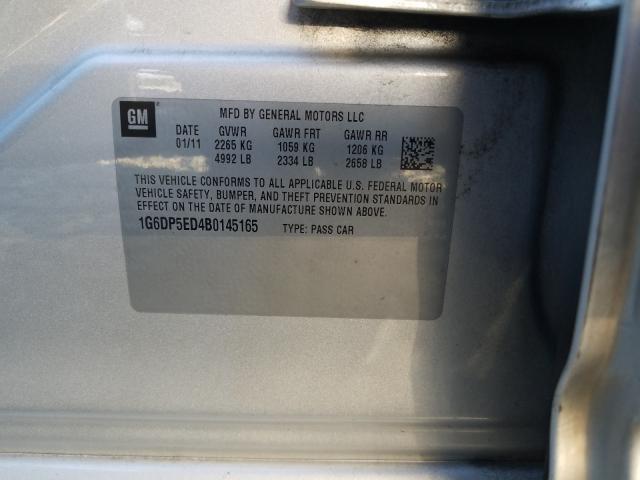 GM
MFD BY GENERAL MOTORS LLC
DATE GVWR GAWR FRT GAWR RR
01/11 2265 KG 1059 KG 1206 KG
4992 LB 2334 LB 2658 LB
THIS VEHICLE CONFORMS TO ALL APPLICABLE U.S. FEDERAL MOTOR
VEHICLE SAFETY, BUMPER, AND THEFT PREVENTION STANDARDS IN
EFFECT ON THE DATE OF MANUFACTURE SHOWN ABOVE.
1G6DP5ED4B0145165 TYPE: PASS CAR